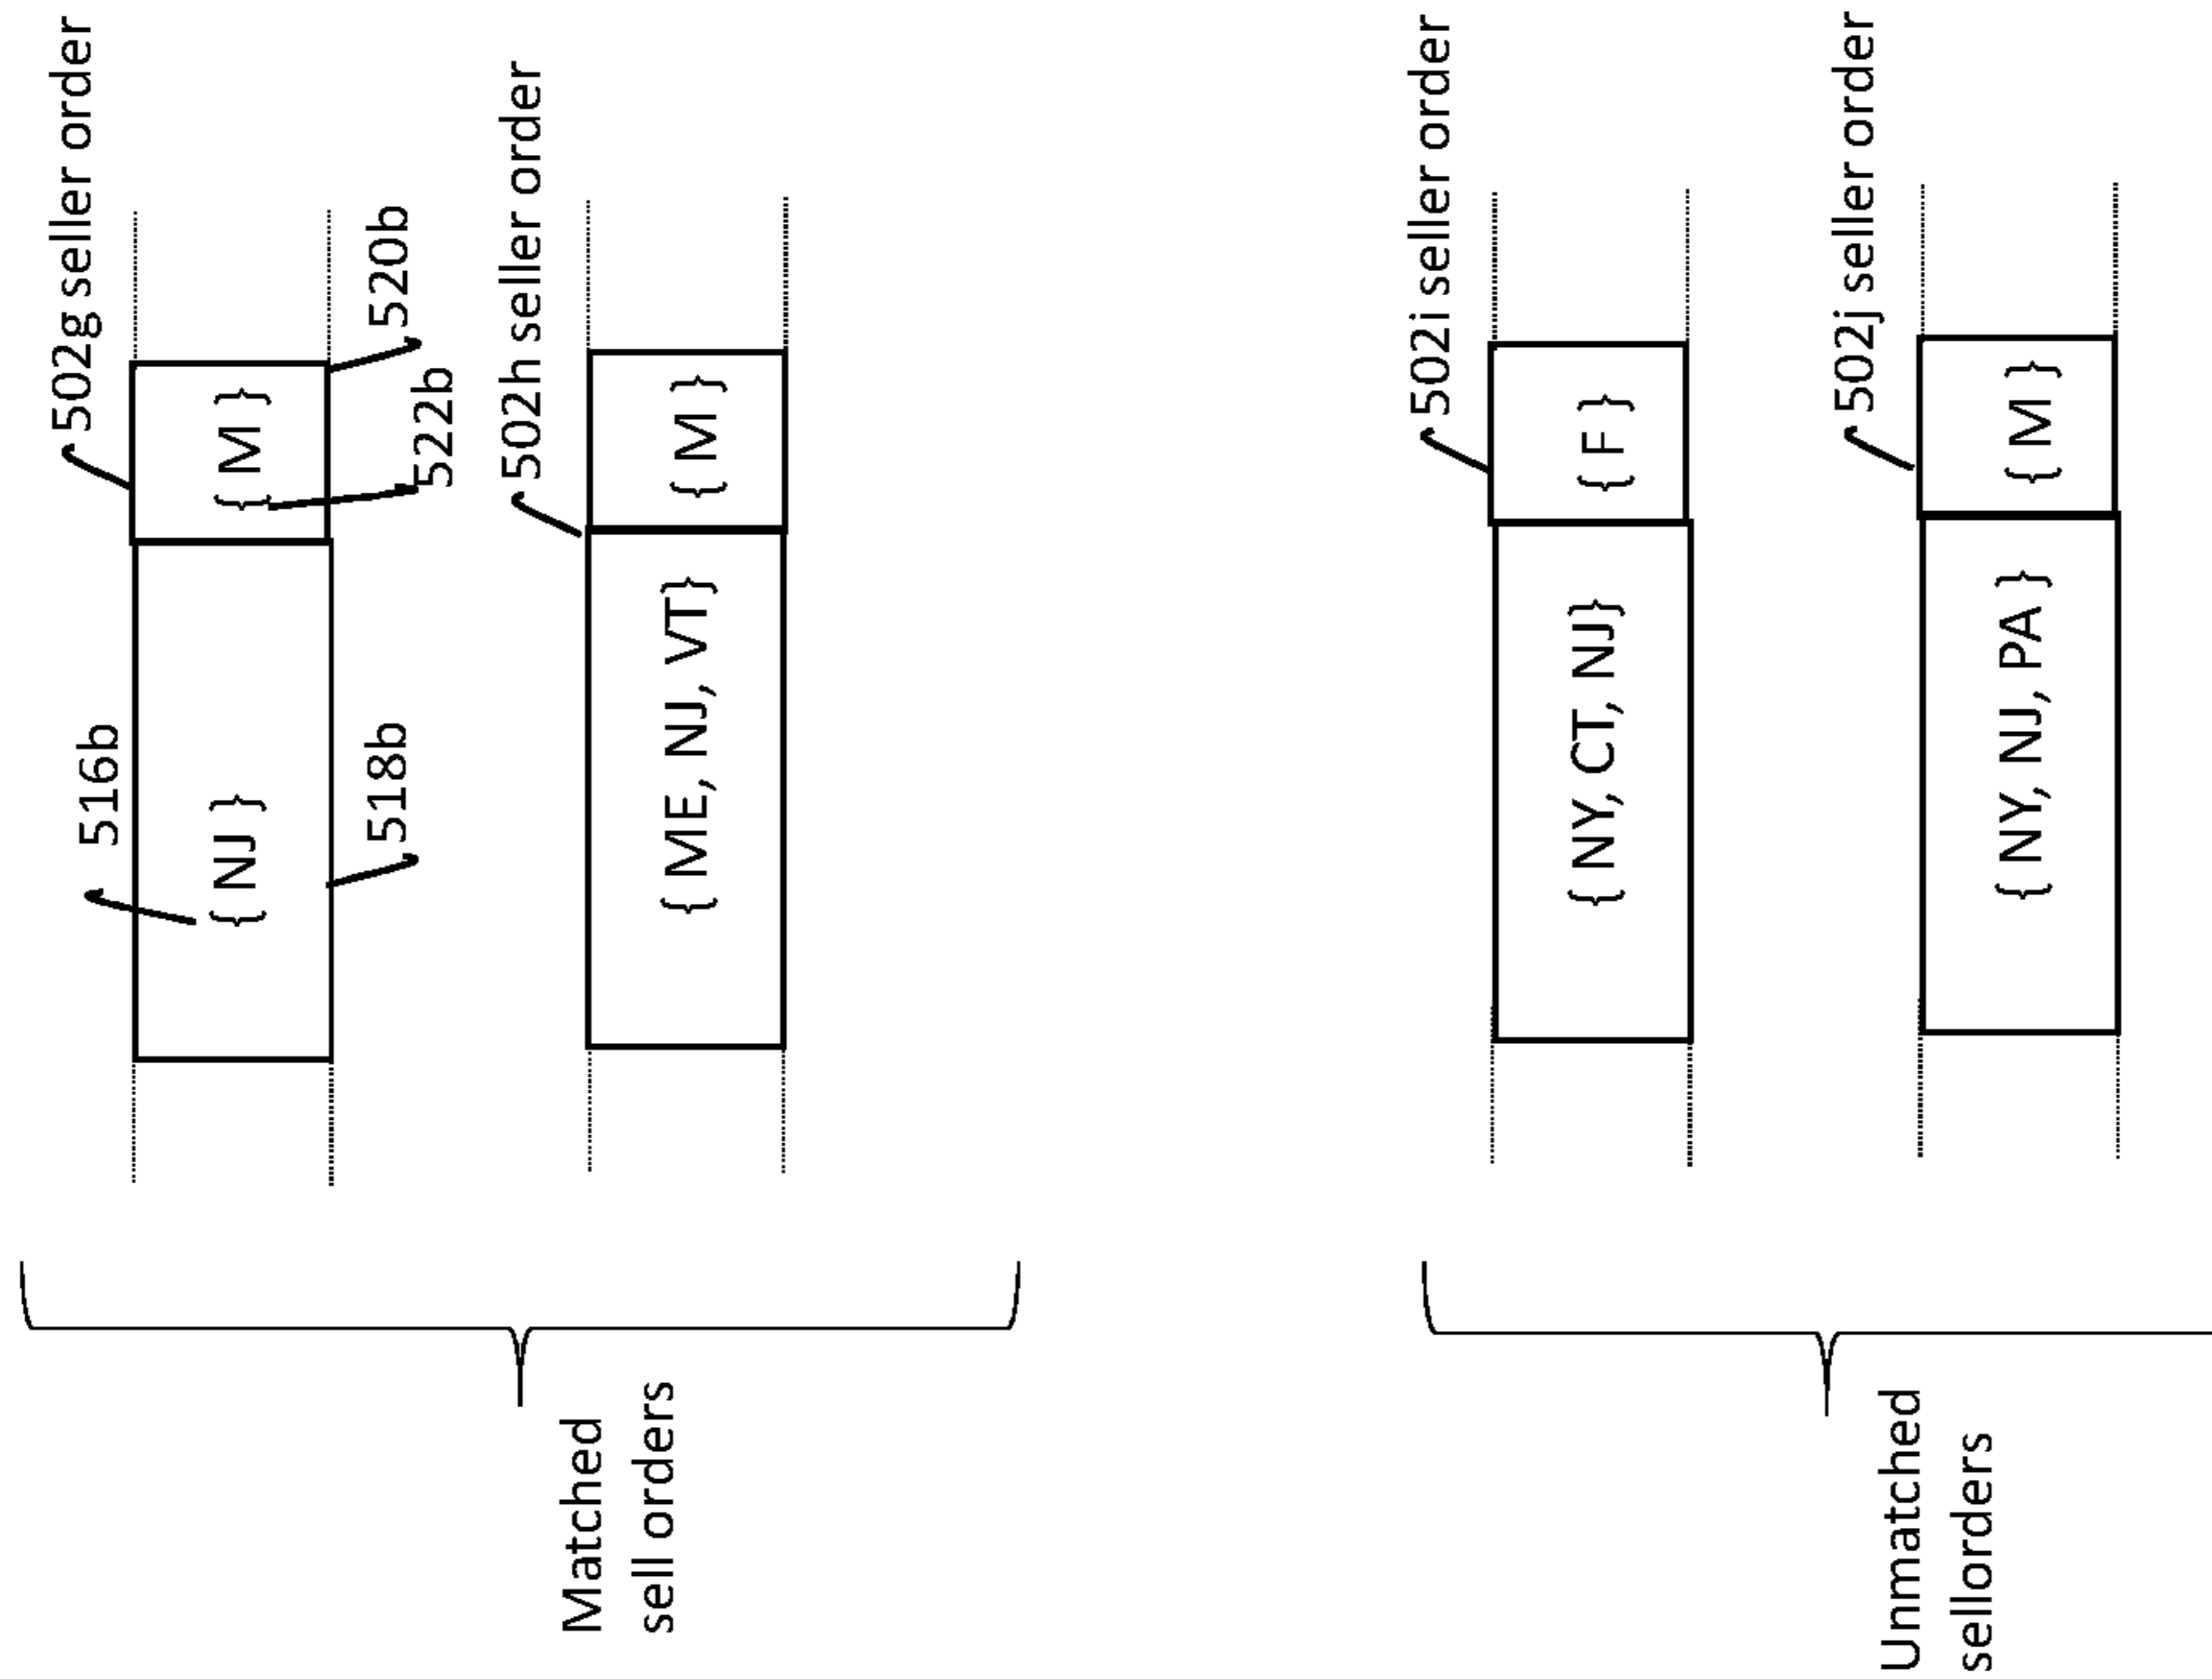 502g seller order
516b
{ NJ }
{ M }
522b
520b
518b
502h seller order
{ ME, NJ, VT}
{ M }
Matched
sell orders
502i seller order
{ NY, CT, NJ}
{ F }
502j seller order
{ NY, NJ, PA }
{ M }
Unmatched
sellorders